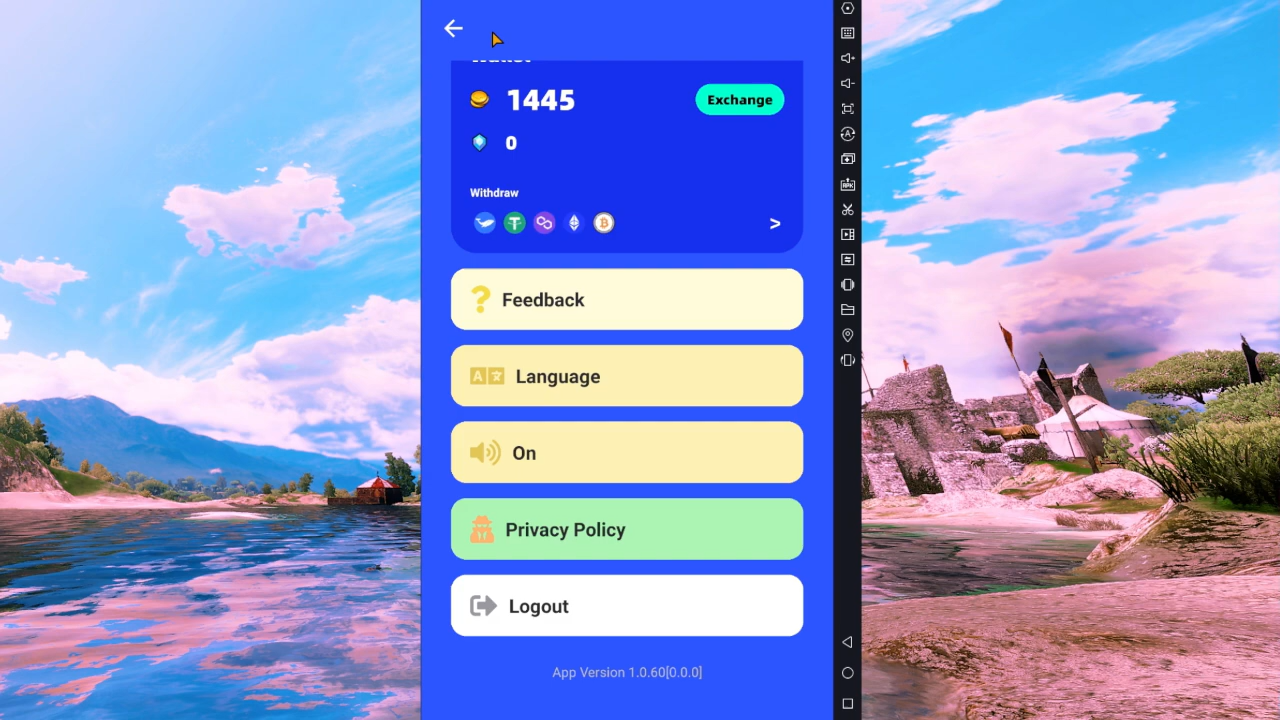 1445
Exchange
0
Withdraw
>
Feedback
Language
On
Privacy Policy
Logout
App Version 1.0.60[0.0.0]